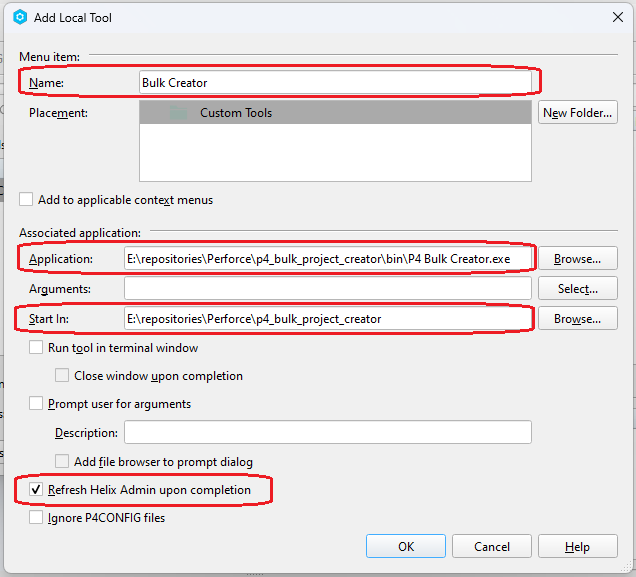 Add Local Tool
Menu item:
Name: Bulk Creator
Placement: Custom Tools New Folder...
Add to applicable context menus
Associated application:
Application: E:\repositories\Perforce\p4_bulk_project_creator\bin\P4 Bulk Creator.exe Browse...
Arguments: Select...
Start In: E:\repositories\Perforce\p4_bulk_project_creator Browse...
Run tool in terminal window
Close window upon completion
Prompt user for arguments
Description:
Add file browser to prompt dialog
Refresh Helix Admin upon completion
Ignore P4CONFIG files
OK Cancel Help